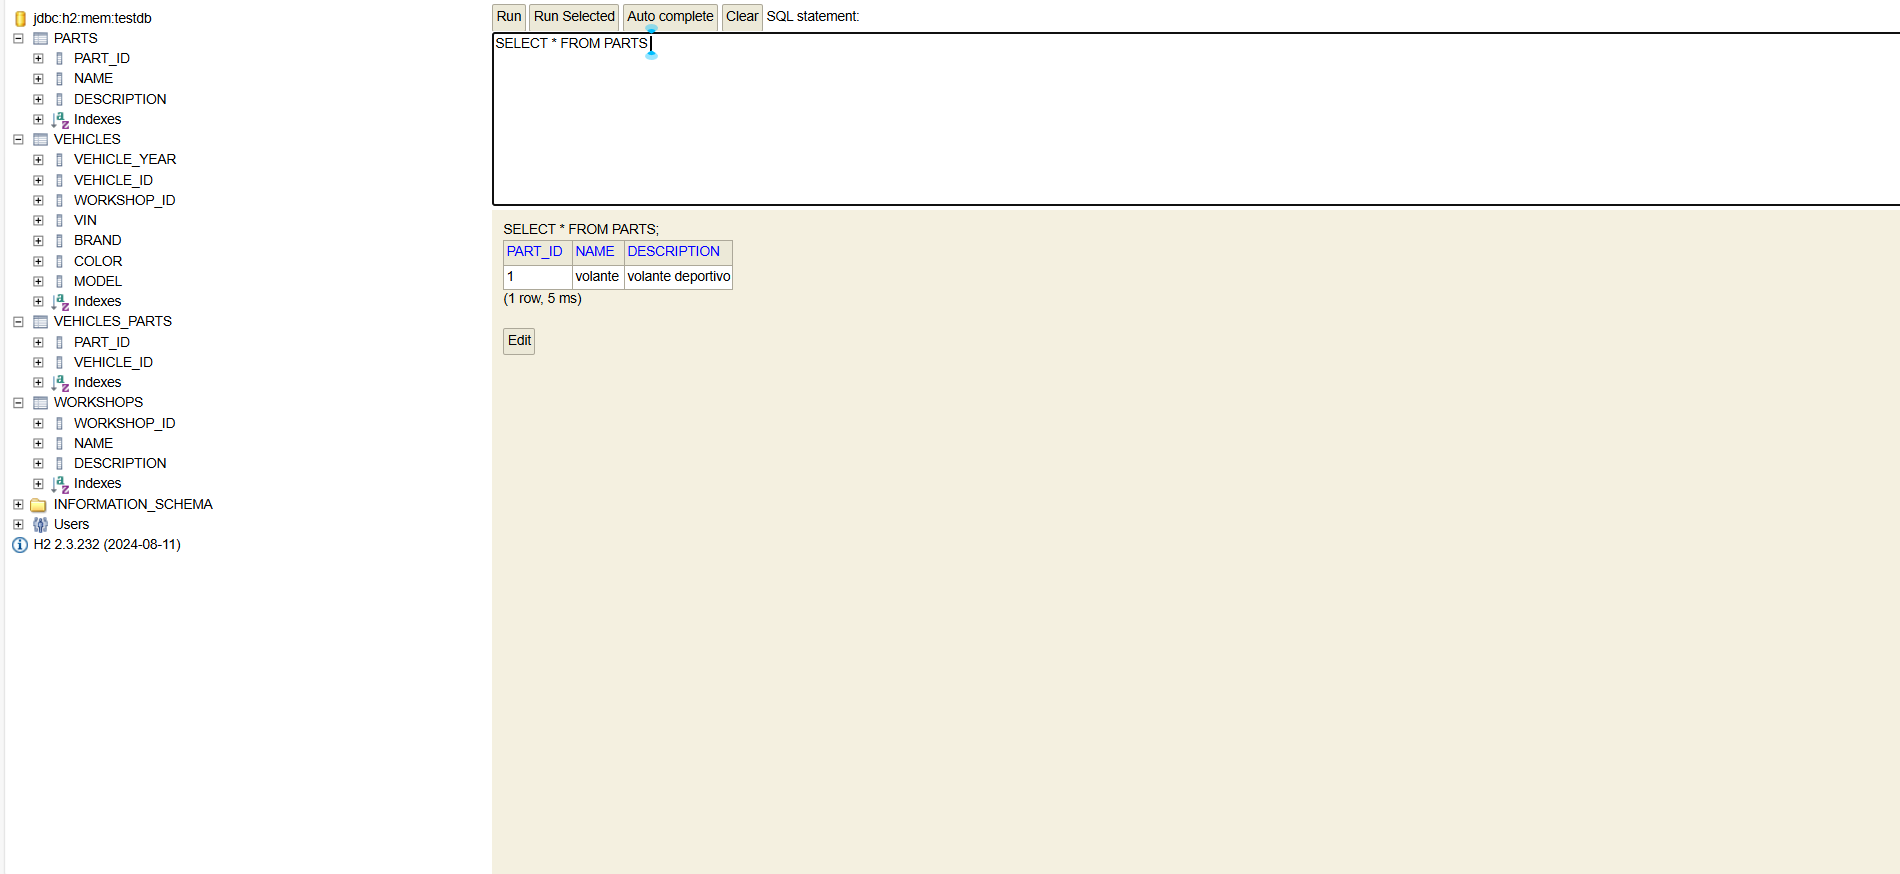 jdbc:h2:mem:testdb
PARTS
PART_ID
NAME
DESCRIPTION
Indexes
VEHICLES
VEHICLE_YEAR
VEHICLE_ID
WORKSHOP_ID
VIN
BRAND
COLOR
MODEL
Indexes
VEHICLES_PARTS
PART_ID
VEHICLE_ID
Indexes
WORKSHOPS
WORKSHOP_ID
NAME
DESCRIPTION
Indexes
INFORMATION_SCHEMA
Users
H2 2.3.232 (2024-08-11)
Run Run Selected Auto complete Clear SQL statement:
SELECT * FROM PARTS
SELECT * FROM PARTS;
PART_ID NAME DESCRIPTION
1 volante volante deportivo
(1 row, 5 ms)
Edit